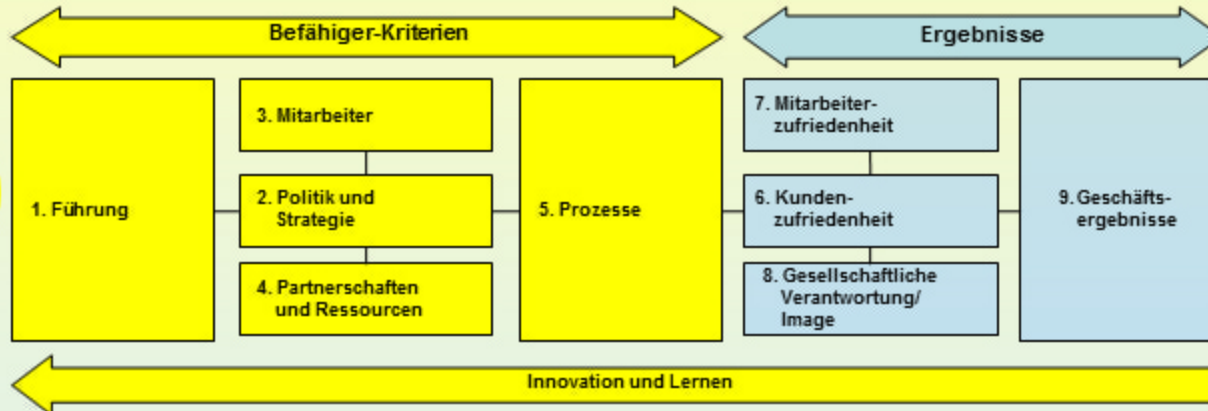 Befähiger-Kriterien
Ergebnisse
1. Führung
3. Mitarbeiter
2. Politik und
Strategie
4. Partnerschaften
und Ressourcen
5. Prozesse
7. Mitarbeiter-
zufriedenheit
6. Kunden-
zufriedenheit
8. Gesellschaftliche
Verantwortung/
Image
9. Geschäfts-
ergebnisse
Innovation und Lernen